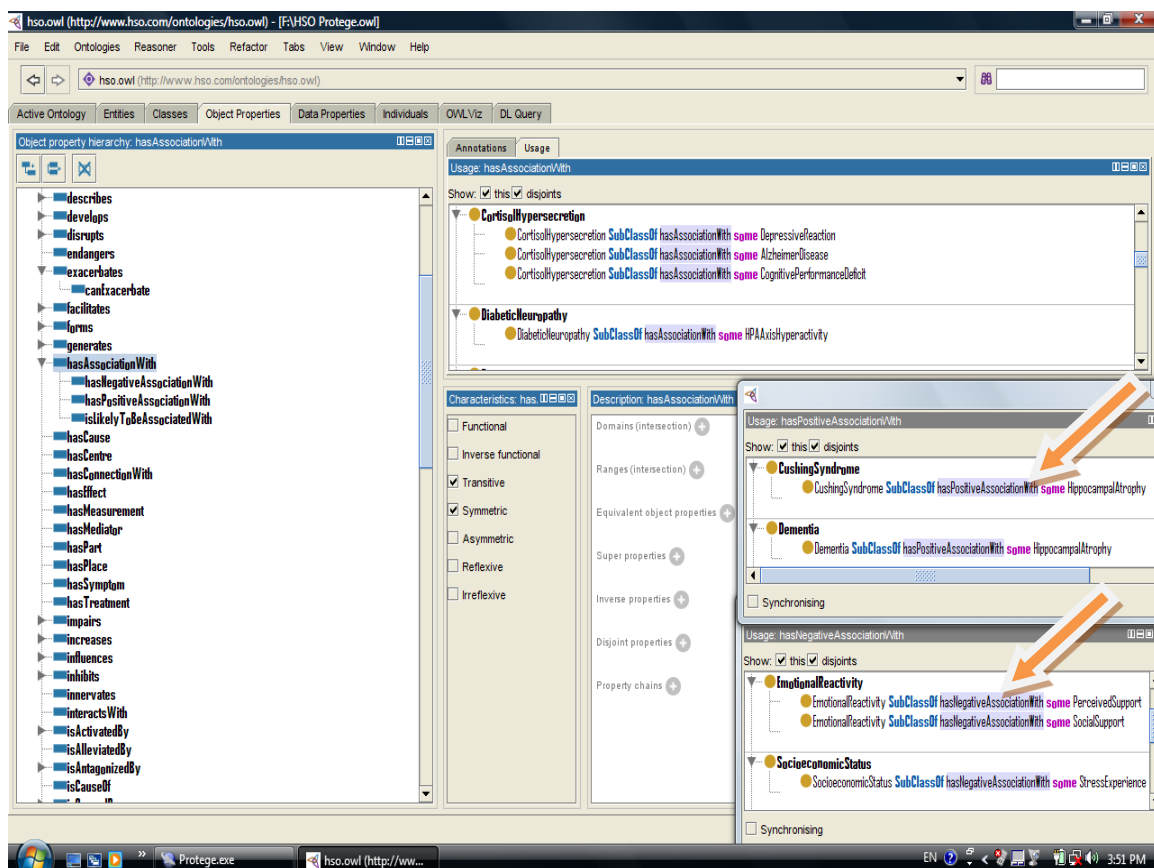 hso.owl (http://www.hso.com/ontologies/hso.owl) - [F:\HSO Protege.owl]
File Edit Ontologies Reasoner Tools Refactor Tabs View Window Help
hso.owl (http://www.hso.com/ontologies/hso.owl)
Active Ontology Entities Classes Object Properties Data Properties Individuals OWLViz DL Query
Object property hierarchy: hasAssociationWith
describes
develops
disrupts
endangers
exacerbates
canExacerbate
facilitates
forms
generates
hasAssociationWith
hasNegativeAssociationWith
hasPositiveAssociationWith
isLikelyToBeAssociatedWith
hasCause
hasCentre
hasConnectionWith
hasEffect
hasMeasurement
hasMediator
hasPart
hasPlace
hasSymptom
hasTreatment
impairs
increases
influences
inhibits
innervates
interactsWith
isActivatedBy
isAlleviatedBy
isAntagonizedBy
isCauseOf
Annotations Usage
Usage: hasAssociationWith
Show: this disjoints
CortisolHypersecretion
CortisolHypersecretion SubClassOf hasAssociationWith some DepressiveReaction
CortisolHypersecretion SubClassOf hasAssociationWith some AlzheimerDisease
CortisolHypersecretion SubClassOf hasAssociationWith some CognitivePerformanceDeficit
DiabeticNeuropathy
DiabeticNeuropathy SubClassOf hasAssociationWith some HPAAxisHyperactivity
Characteristics: has.
Functional
Inverse functional
Transitive
Symmetric
Asymmetric
Reflexive
Irreflexive
Description: hasAssociationWith
Domains (intersection)
Ranges (intersection)
Equivalent object properties
Super properties
Inverse properties
Disjoint properties
Property chains
Usage: hasPositiveAssociationWith
Show: this disjoints
CushingSyndrome
CushingSyndrome SubClassOf hasPositiveAssociationWith some HippocampalAtrophy
Dementia
Dementia SubClassOf hasPositiveAssociationWith some HippocampalAtrophy
Synchronising
Usage: hasNegativeAssociationWith
Show: this disjoints
EmotionalReactivity
EmotionalReactivity SubClassOf hasNegativeAssociationWith some PerceivedSupport
EmotionalReactivity SubClassOf hasNegativeAssociationWith some SocialSupport
SocioeconomicStatus
SocioeconomicStatus SubClassOf hasNegativeAssociationWith some StressExperience
Synchronising
Protege.exe hso.owl (http://ww... EN 3:51 PM